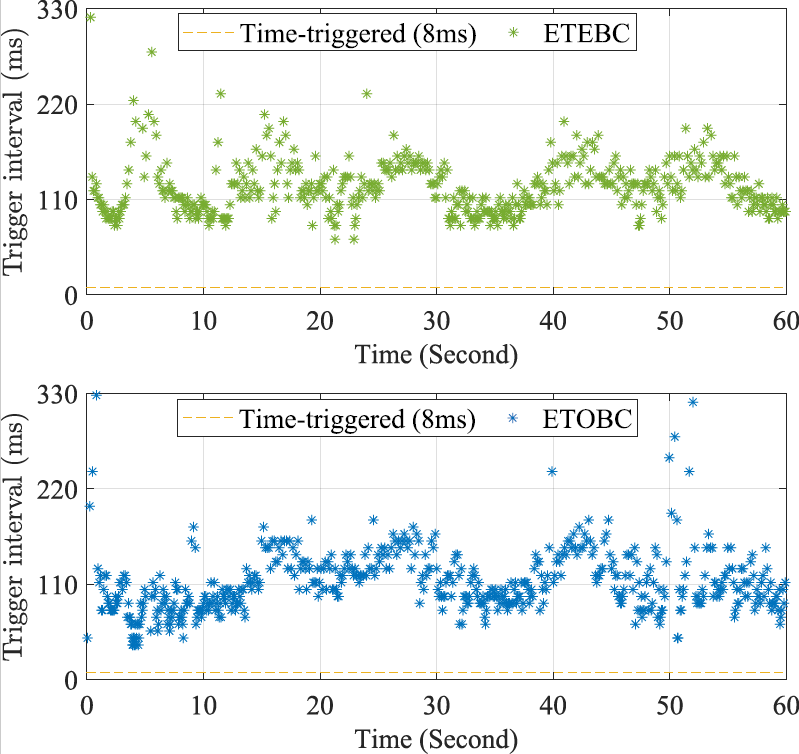 330
Time-triggered (8ms) ETEBC
220
110
0
Trigger interval (ms)
0 10 20 30 40 50 60
Time (Second)
330
Time-triggered (8ms) ETOBC
220
110
0
Trigger interval (ms)
0 10 20 30 40 50 60
Time (Second)